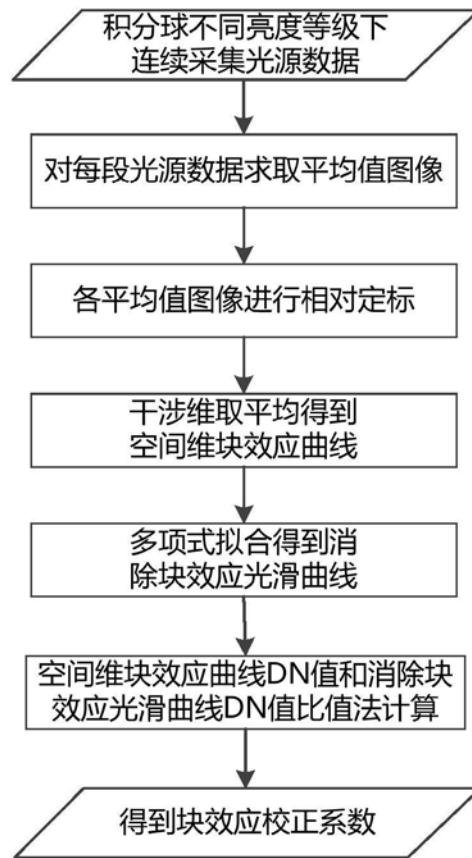 积分球不同亮度等级下
连续采集光源数据
对每段光源数据求取平均值图像
各平均值图像进行相对定标
干涉维取平均得到
空间维块效应曲线
多项式拟合得到消
除块效应光滑曲线
空间维块效应曲线DN值和消除块
效应光滑曲线DN值比值法计算
得到块效应校正系数